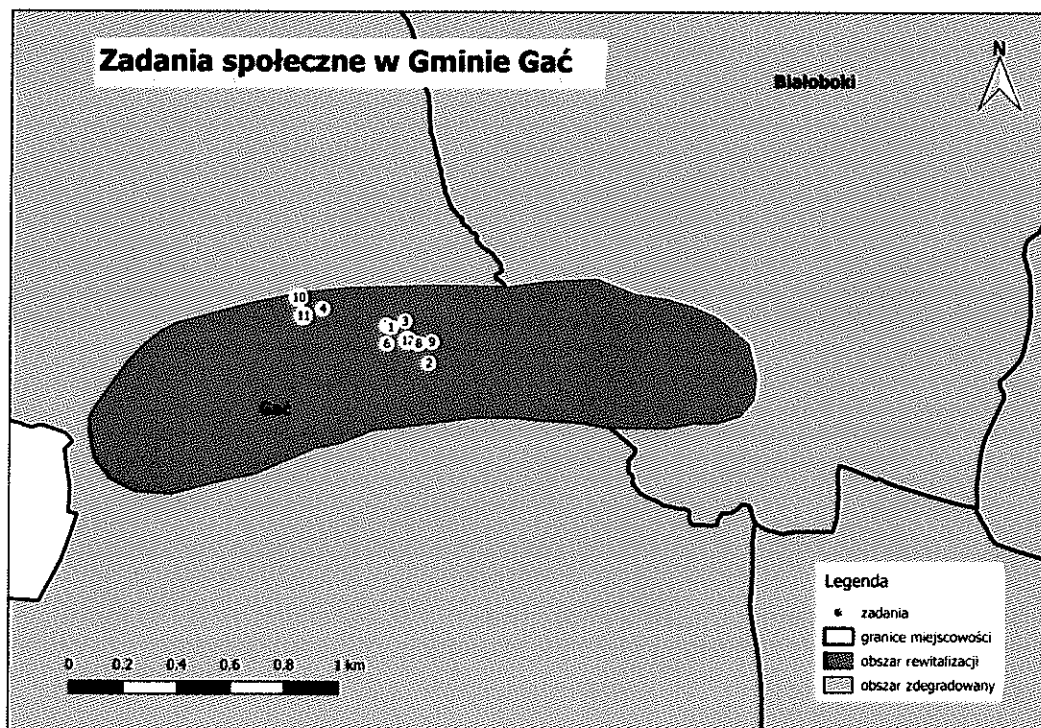 Zadania społeczne w Gminie Gać
Białoboki
N
10
4
11
1
3
6
12
8
9
2
Gać
Legenda
zadania
granice miejscowości
obszar rewitalizacji
obszar zdegradowany
0 0.2 0.4 0.6 0.8 1 km